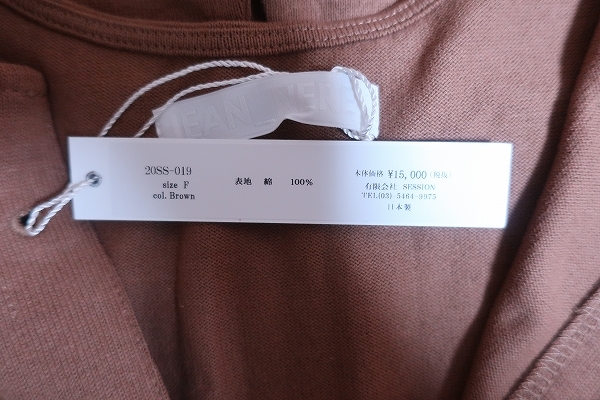 20SS-019
size F
col. Brown
表地 綿 100%
本体価格 ¥15,000 (税抜)
有限会社 SESSION
TEL(03)-5464-9975
日本製